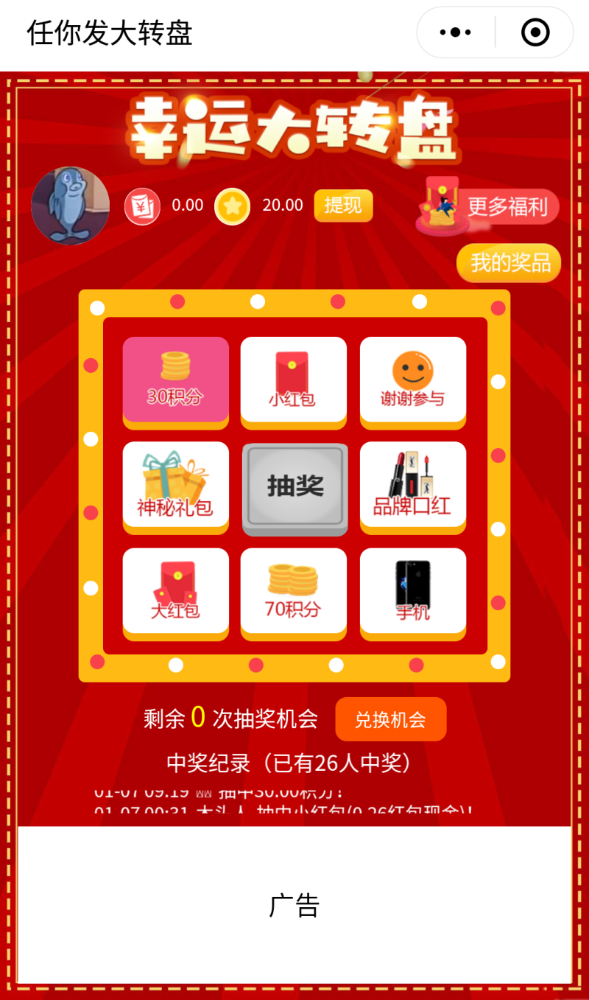 任你发大转盘
幸运大转盘
¥ 0.00 20.00 提现 更多福利
我的奖品
30积分 小红包 谢谢参与
神秘礼包 抽奖 品牌口红
大红包 70积分 手机
剩余 0 次抽奖机会 兑换机会
中奖纪录（已有26人中奖）
01-07 09:19 抽中30.00积分！
01-07 00:31 木头人 抽中小红包(0.26红包现金)！
广告